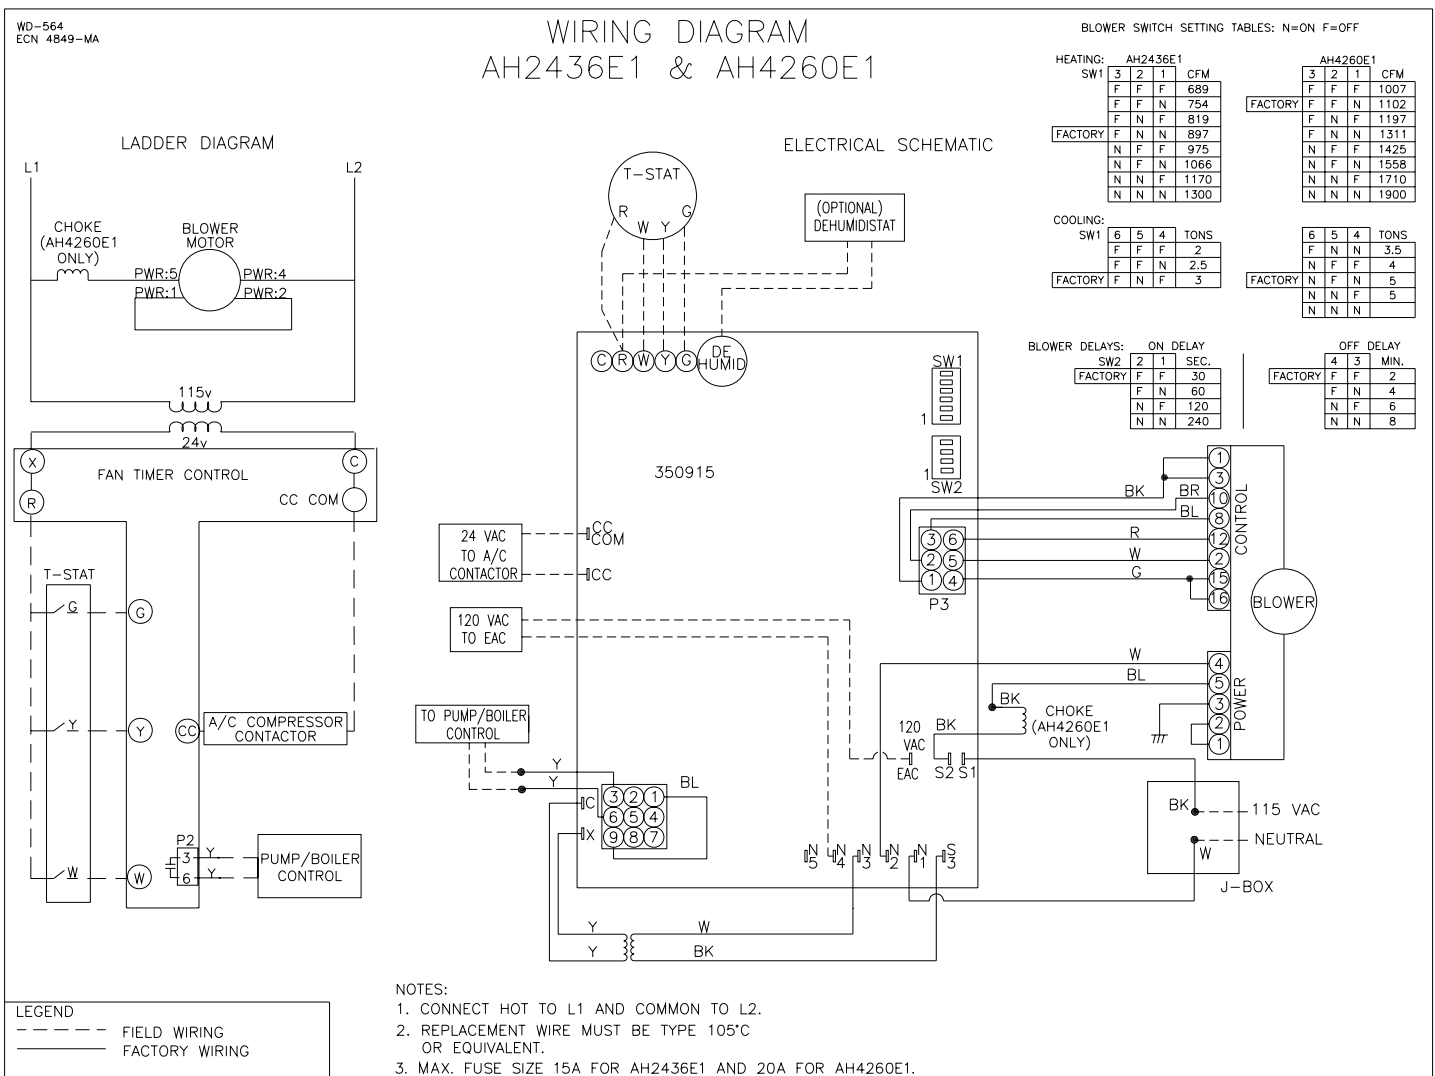 WD-564
ECN 4849-MA
WIRING DIAGRAM
AH2436E1 & AH4260E1
BLOWER SWITCH SETTING TABLES: N=ON F=OFF
HEATING: AH2436E1
SW1 3 2 1 CFM
F F F 689
F F N 754
F N F 819
FACTORY F N N 897
N F F 975
N F N 1066
N N F 1170
N N N 1300
AH4260E1
3 2 1 CFM
F F F 1007
FACTORY F F N 1102
F N F 1197
F N N 1311
N F F 1425
N F N 1558
N N F 1710
N N N 1900
COOLING:
SW1 6 5 4 TONS
F F F 2
F F N 2.5
FACTORY F N F 3
6 5 4 TONS
F N N 3.5
N F F 4
FACTORY N F N 5
N N F 5
N N N
BLOWER DELAYS: ON DELAY
SW2 2 1 SEC.
FACTORY F F 30
F N 60
N F 120
N N 240
OFF DELAY
4 3 MIN.
FACTORY F F 2
F N 4
N F 6
N N 8
LADDER DIAGRAM
L1
L2
CHOKE
(AH4260E1
ONLY)
BLOWER
MOTOR
PWR:5
PWR:4
PWR:1
PWR:2
115v
24v
X
C
FAN TIMER CONTROL
R
CC COM
T-STAT
G
G
Y
Y
CC
A/C COMPRESSOR
CONTACTOR
P2
3 Y.
6 Y.
PUMP/BOILER
CONTROL
W
W
ELECTRICAL SCHEMATIC
T-STAT
R
W Y
G
(OPTIONAL)
DEHUMIDISTAT
C R W Y G
DE
HUMID
SW1
1
1
SW2
350915
24 VAC
TO A/C
CONTACTOR
CC
COM
CC
120 VAC
TO EAC
TO PUMP/BOILER
CONTROL
Y
Y
C
X
3 2 1
6 5 4
9 8 7
BL
3 6
2 5
1 4
P3
BK
BR
BL
R
W
G
1
3
10
8
12
2
15
16
CONTROL
BLOWER
W
BL
4
5
3
2
1
POWER
BK
CHOKE
(AH4260E1
ONLY)
BK
120
VAC
EAC
S2 S1
N
5
N
4
N
3
N
2
N
1
S
3
BK
115 VAC
NEUTRAL
W
J-BOX
Y
W
Y
BK
LEGEND
FIELD WIRING
FACTORY WIRING
NOTES:
1. CONNECT HOT TO L1 AND COMMON TO L2.
2. REPLACEMENT WIRE MUST BE TYPE 105°C
OR EQUIVALENT.
3. MAX. FUSE SIZE 15A FOR AH2436E1 AND 20A FOR AH4260E1.